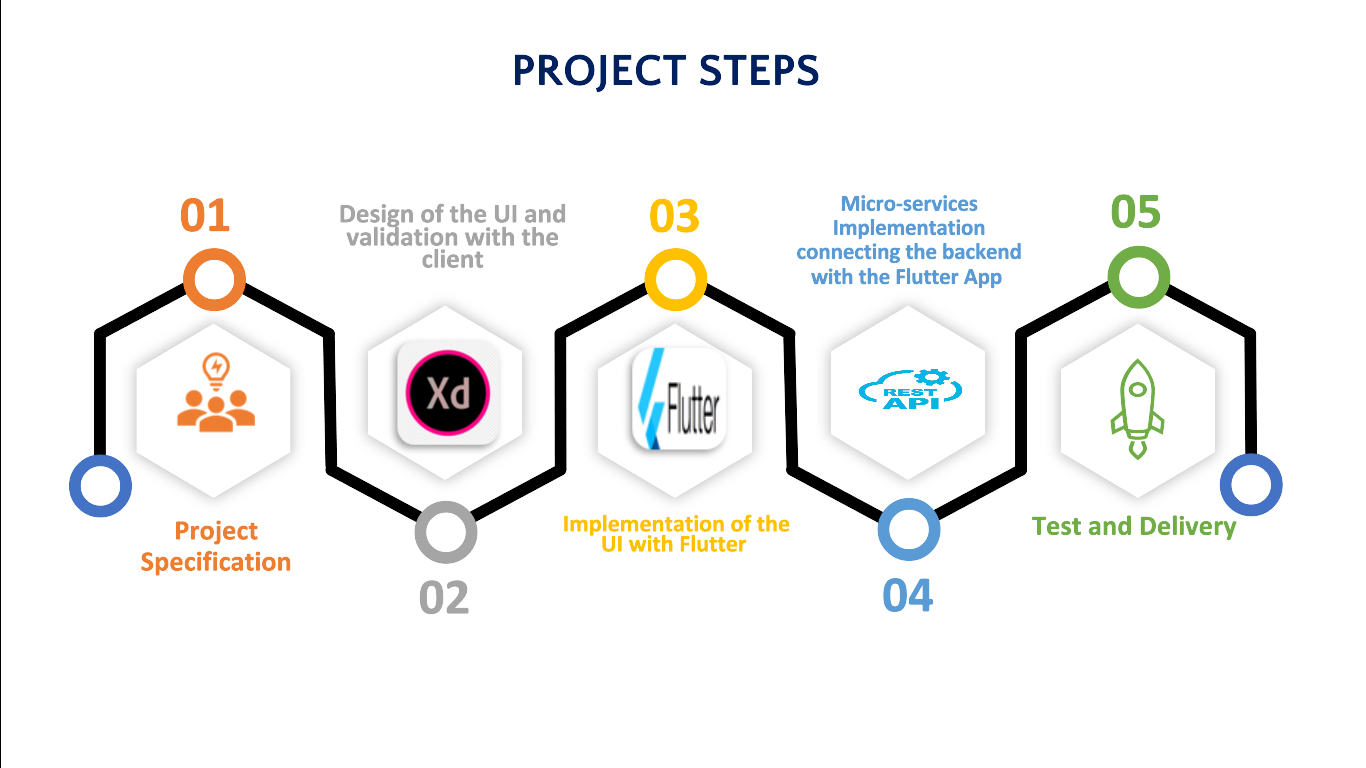 PROJECT STEPS
01
Project
Specification
Design of the UI and
validation with the
client
Xd
02
03
Flutter
Implementation of the
UI with Flutter
Micro-services
Implementation
connecting the backend
with the Flutter App
REST
API
04
05
Test and Delivery